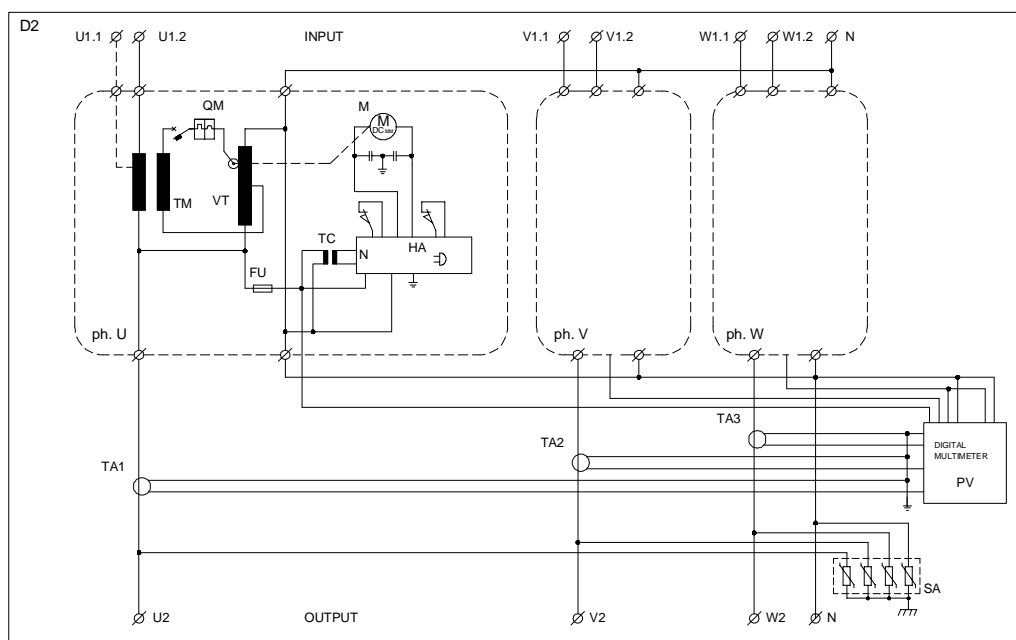 D2
U1.1 U1.2 INPUT V1.1 V1.2 W1.1 W1.2 N
QM M
M
DC
TM VT
TC N HA
FU
ph. U ph. V ph. W
TA3
TA2 DIGITAL
MULTIMETER
TA1 PV
SA
U2 OUTPUT V2 W2 N